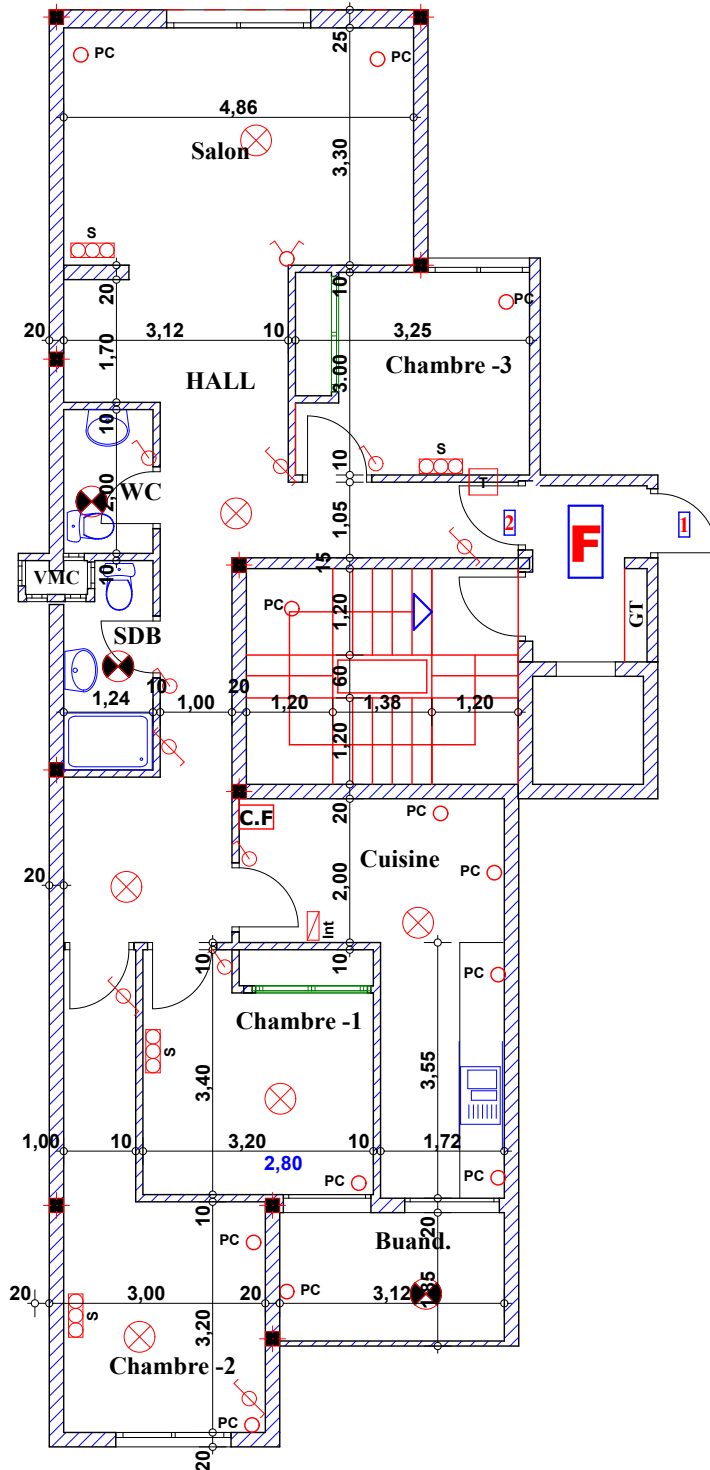 25
PC
PC
4,86
Salon
3,30
S
20
10
PC
20
3,12
10
3,25
1,70
HALL
Chambre -3
3.00
10
10
S
WC
2,00
T
2
F
1
1,05
10
15
VMC
PC
1,20
GT
SDB
60
10
20
1,24
1,00
1,20
1,38
1,20
1,20
20
PC
C.F
Cuisine
PC
20
2,00
Int
10
10
PC
Chambre -1
S
3,55
3,40
1,00
10
3,20
10
1,72
2,80
PC
PC
10
20
PC
Buand.
20
3,00
20
PC
3,12
1,85
S
3,20
Chambre -2
PC
20